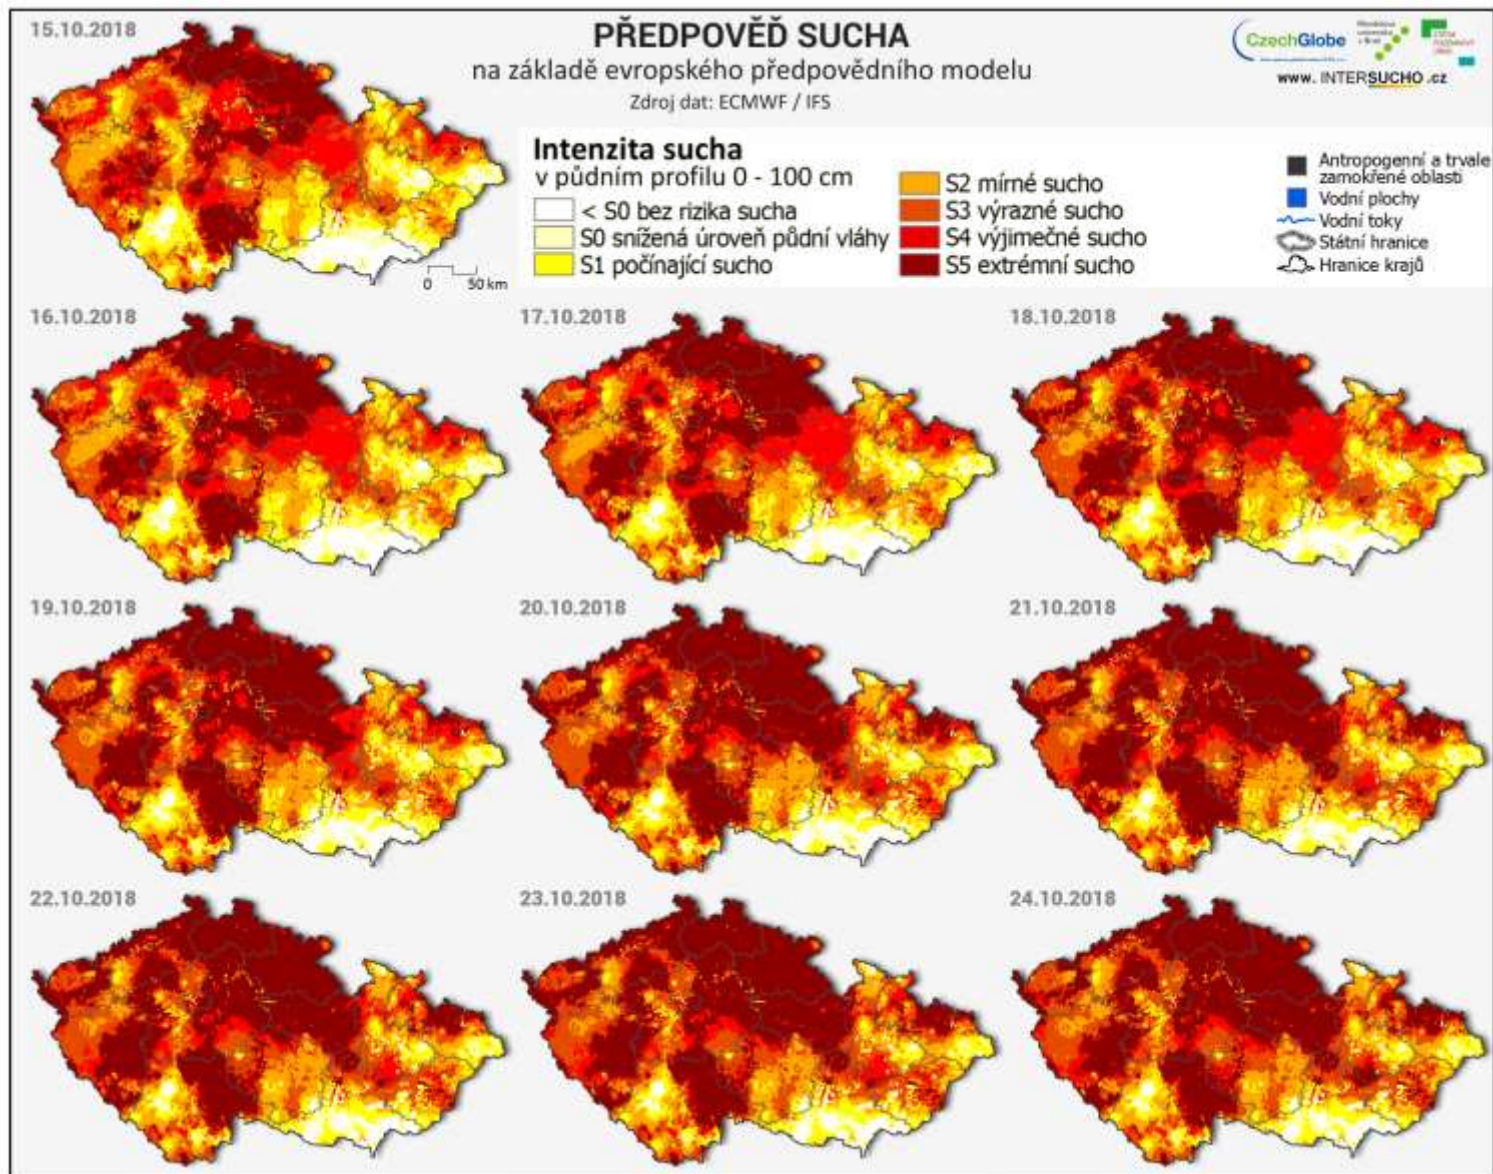 15.10.2018
PŘEDPOVĚĎ SUCHA
na základě evropského předpovědního modelu
Zdroj dat: ECMWF / IFS
CzechGlobe
www. INTERSUCHO .cz
Intenzita sucha
v půdním profilu 0 - 100 cm
< S0 bez rizika sucha
S0 snížená úroveň půdní vláhy
S1 počínající sucho
S2 mírné sucho
S3 výrazné sucho
S4 výjimečné sucho
S5 extrémní sucho
Antropogenní a trvale
zamokřené oblasti
Vodní plochy
Vodní toky
Státní hranice
Hranice krajů
0 50 km
16.10.2018
17.10.2018
18.10.2018
19.10.2018
20.10.2018
21.10.2018
22.10.2018
23.10.2018
24.10.2018